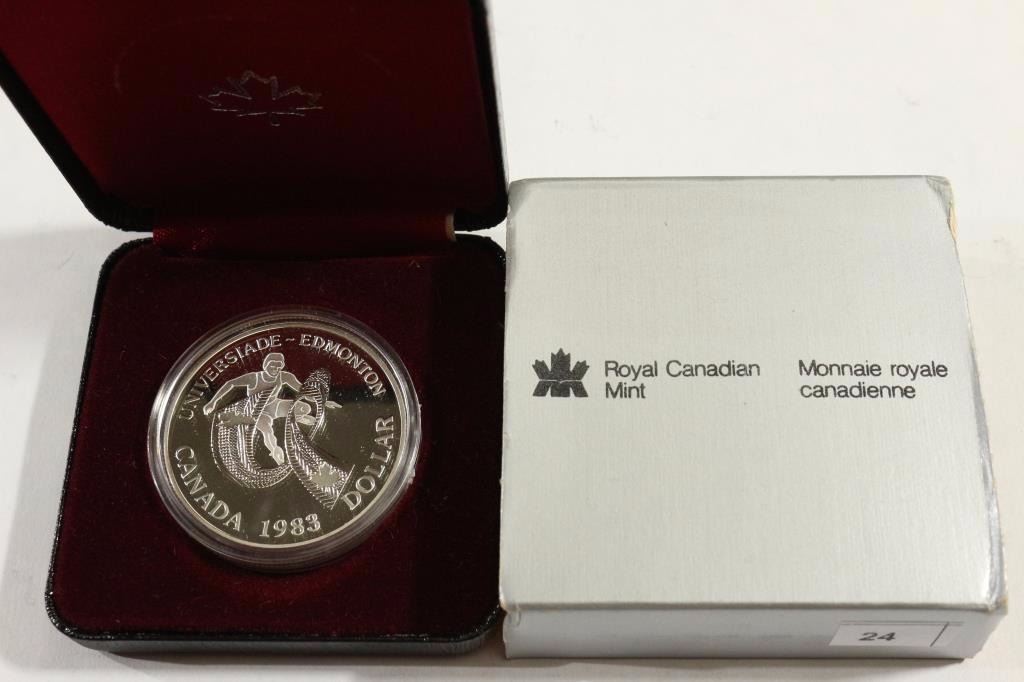 UNIVERSIADE ~ EDMONTON
CANADA 1983 DOLLAR
Royal Canadian
Mint
Monnaie royale
canadienne
24